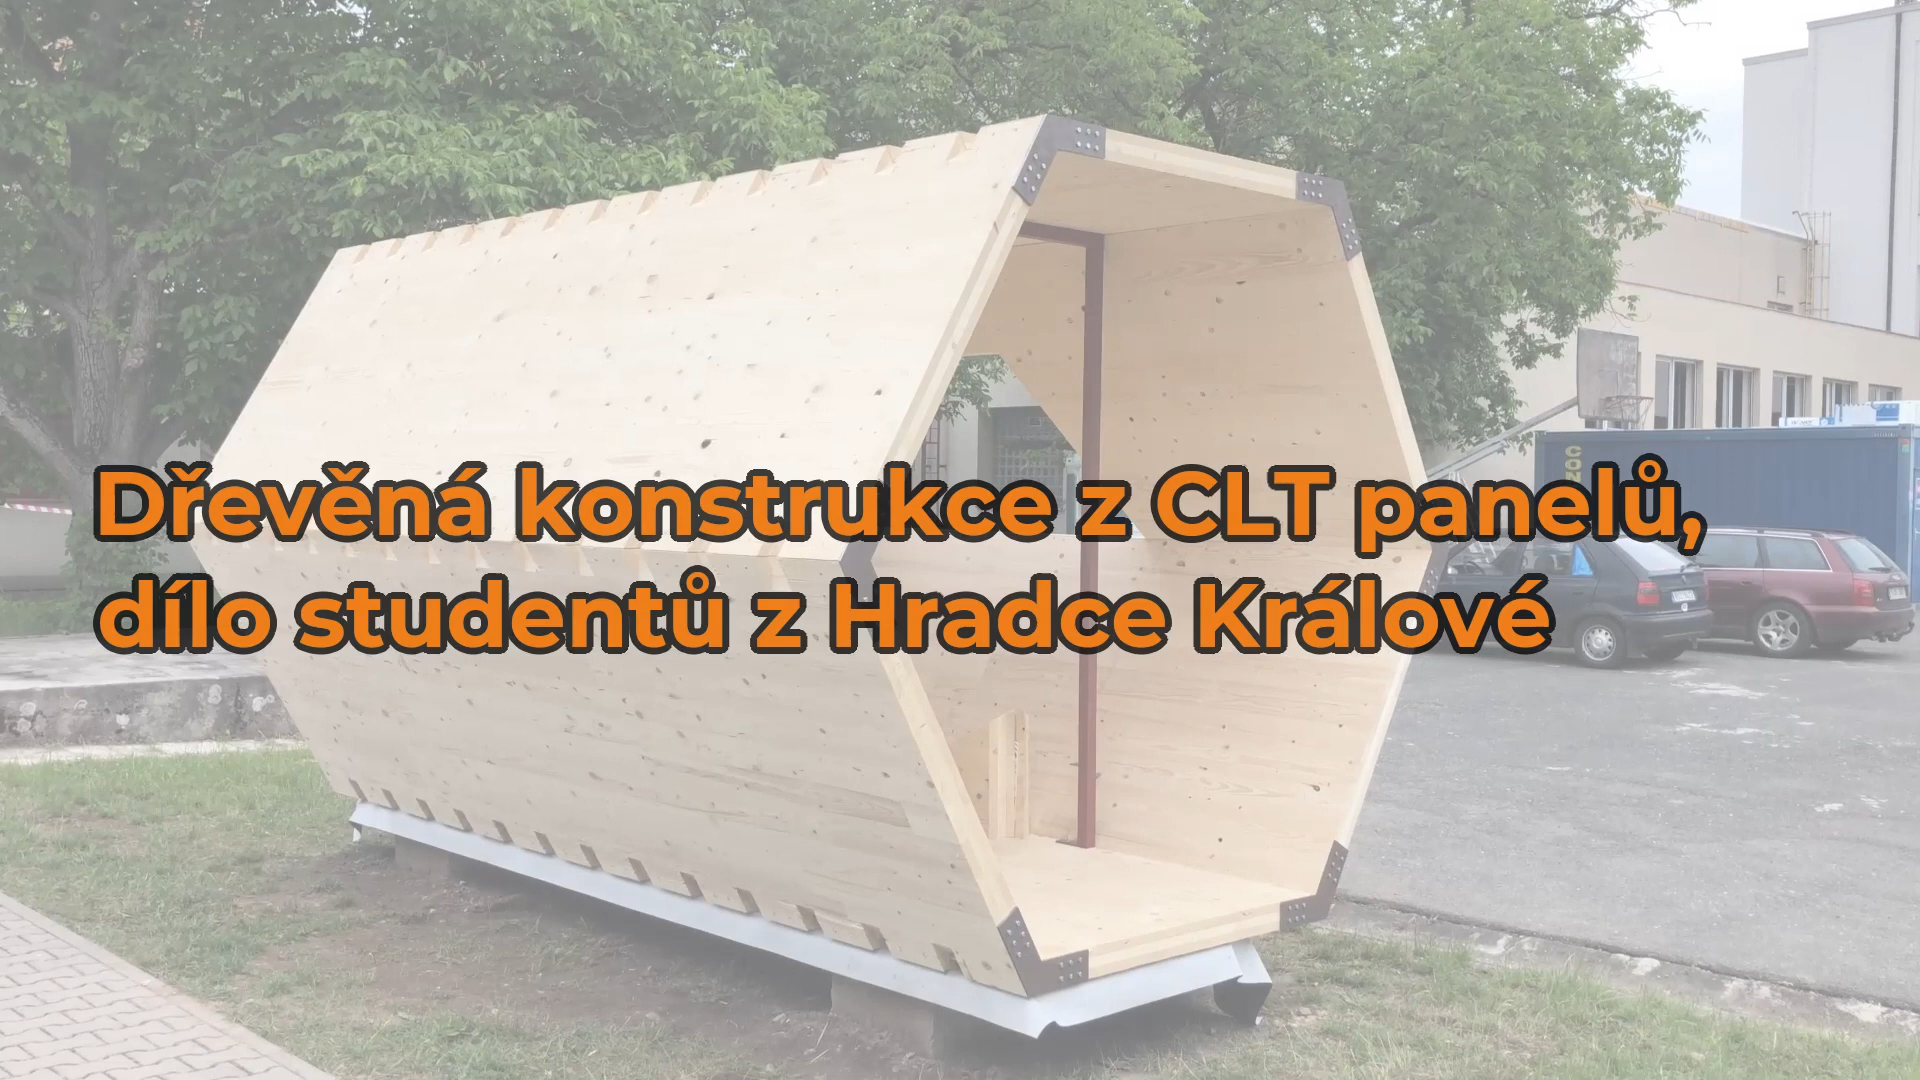 Dřevěná konstrukce z CLT panelů,
dílo studentů z Hradce Králové